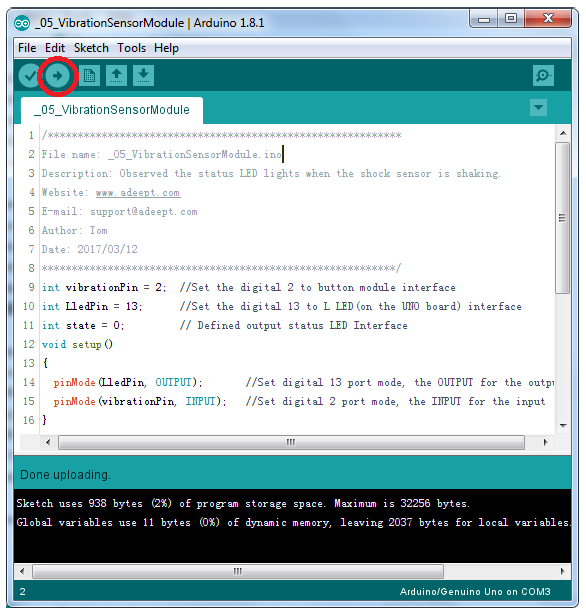 _05_VibrationSensorModule | Arduino 1.8.1
File Edit Sketch Tools Help
_05_VibrationSensorModule
1 /***********************************************************
2 File name: _05_VibrationSensorModule.ino
3 Description: Observed the status LED lights when the shock sensor is shaking.
4 Website: www.adeept.com
5 E-mail: support@adeept.com
6 Author: Tom
7 Date: 2017/03/12
8 ***********************************************************/
9 int vibrationPin = 2; //Set the digital 2 to button module interface
10 int LledPin = 13; //Set the digital 13 to L LED(on the UNO board) interface
11 int state = 0; // Defined output status LED Interface
12 void setup()
13 {
14 pinMode(LledPin, OUTPUT); //Set digital 13 port mode, the OUTPUT for the outpu
15 pinMode(vibrationPin, INPUT); //Set digital 2 port mode, the INPUT for the input
16 }
Done uploading.
Sketch uses 938 bytes (2%) of program storage space. Maximum is 32256 bytes.
Global variables use 11 bytes (0%) of dynamic memory, leaving 2037 bytes for local variables.
2 Arduino/Genuino Uno on COM3